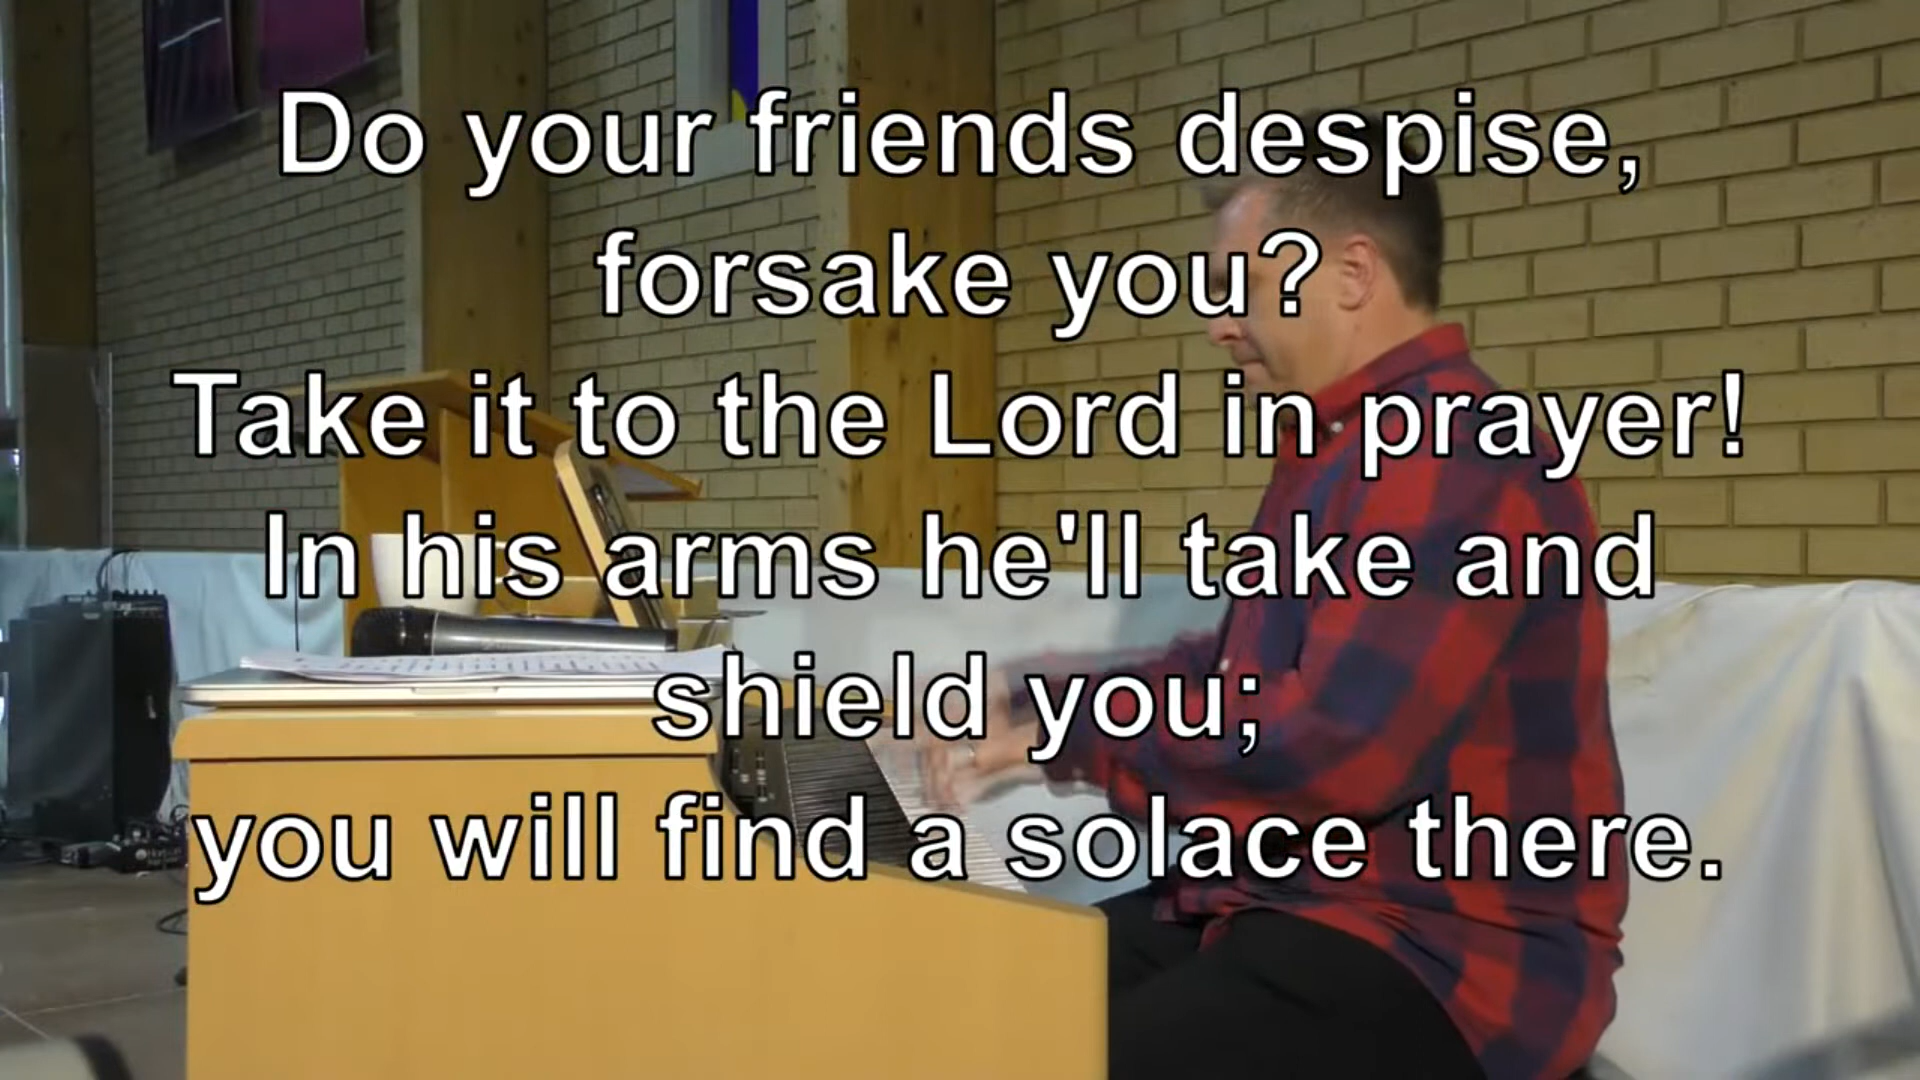 Do your friends despise,
forsake you?
Take it to the Lord in prayer!
In his arms he'll take and
shield you;
you will find a solace there.